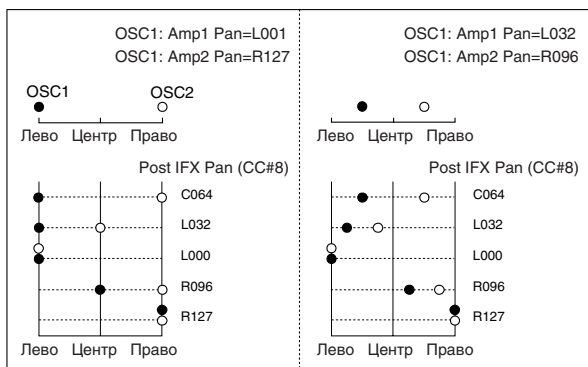 OSC1: Amp1 Pan=L001
OSC1: Amp2 Pan=R127
OSC1 OSC2
Лево Центр Право
Post IFX Pan (CC#8)
C064
L032
L000
R096
R127
Лево Центр Право
OSC1: Amp1 Pan=L032
OSC1: Amp2 Pan=R096
Лево Центр Право
Post IFX Pan (CC#8)
C064
L032
L000
R096
R127
Лево Центр Право